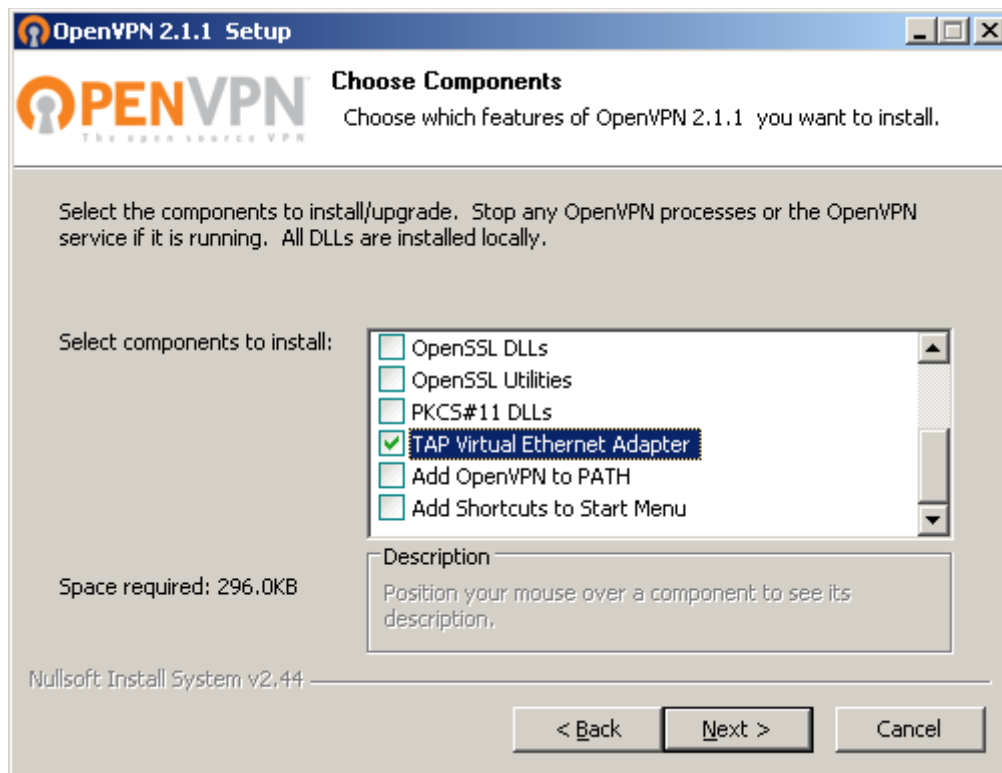 OpenVPN 2.1.1 Setup
OPENVPN
The open source VPN
Choose Components
Choose which features of OpenVPN 2.1.1 you want to install.
Select the components to install/upgrade. Stop any OpenVPN processes or the OpenVPN
service if it is running. All DLLs are installed locally.
Select components to install:
OpenSSL DLLs
OpenSSL Utilities
PKCS#11 DLLs
TAP Virtual Ethernet Adapter
Add OpenVPN to PATH
Add Shortcuts to Start Menu
Space required: 296.0KB
Description
Position your mouse over a component to see its
description.
Nullsoft Install System v2.44
< Back
Next >
Cancel